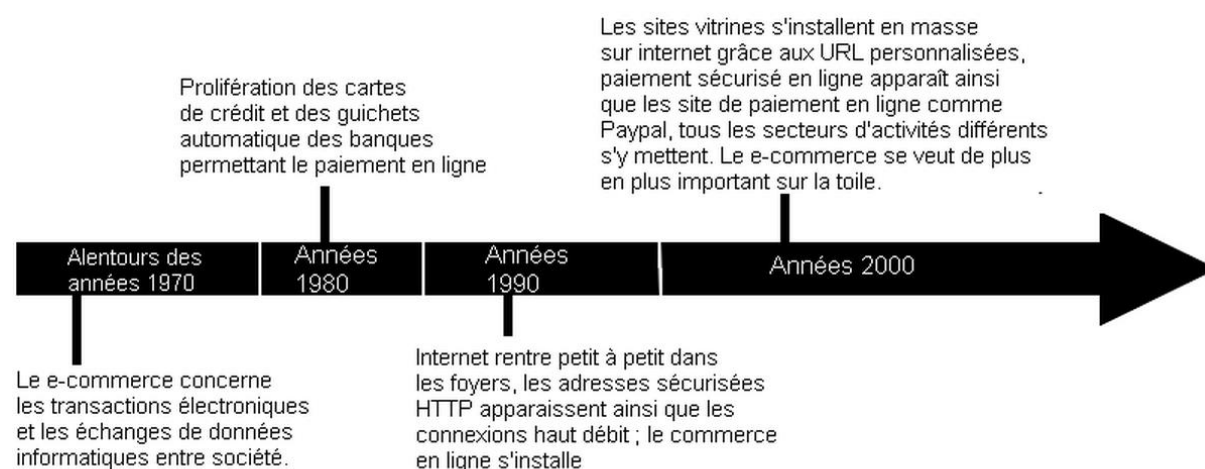 Les sites vitrines s'installent en masse
sur internet grâce aux URL personnalisées,
paiement sécurisé en ligne apparaît ainsi
que les site de paiement en ligne comme
Paypal, tous les secteurs d'activités différents
s'y mettent. Le e-commerce se veut de plus
en plus important sur la toile.
Prolifération des cartes
de crédit et des guichets
automatique des banques
permettant le paiement en ligne
Alentours des
années 1970
Années
1980
Années
1990
Années 2000
Le e-commerce concerne
les transactions électroniques
et les échanges de données
informatiques entre société.
Internet rentre petit à petit dans
les foyers, les adresses sécurisées
HTTP apparaissent ainsi que les
connexions haut débit ; le commerce
en ligne s'installe